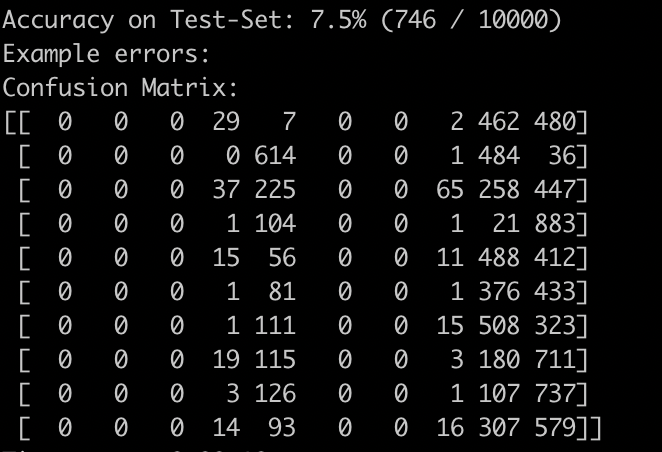 Accuracy on Test-Set: 7.5% (746 / 10000)
Example errors:
Confusion Matrix:
[[  0   0   0  29   7   0   0   2 462 480]
 [  0   0   0   0 614   0   0   1 484  36]
 [  0   0   0  37 225   0   0  65 258 447]
 [  0   0   0   1 104   0   0   1  21 883]
 [  0   0   0  15  56   0   0  11 488 412]
 [  0   0   0   1  81   0   0   1 376 433]
 [  0   0   0   1 111   0   0  15 508 323]
 [  0   0   0  19 115   0   0   3 180 711]
 [  0   0   0   3 126   0   0   1 107 737]
 [  0   0   0  14  93   0   0  16 307 579]]